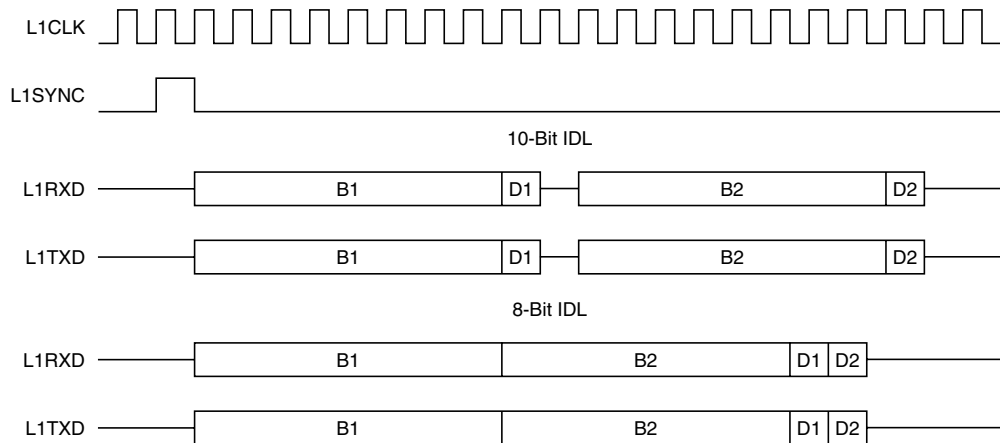 L1CLK
L1SYNC
10-Bit IDL
L1RXD B1 D1 B2 D2
L1TXD B1 D1 B2 D2
8-Bit IDL
L1RXD B1 B2 D1 D2
L1TXD B1 B2 D1 D2